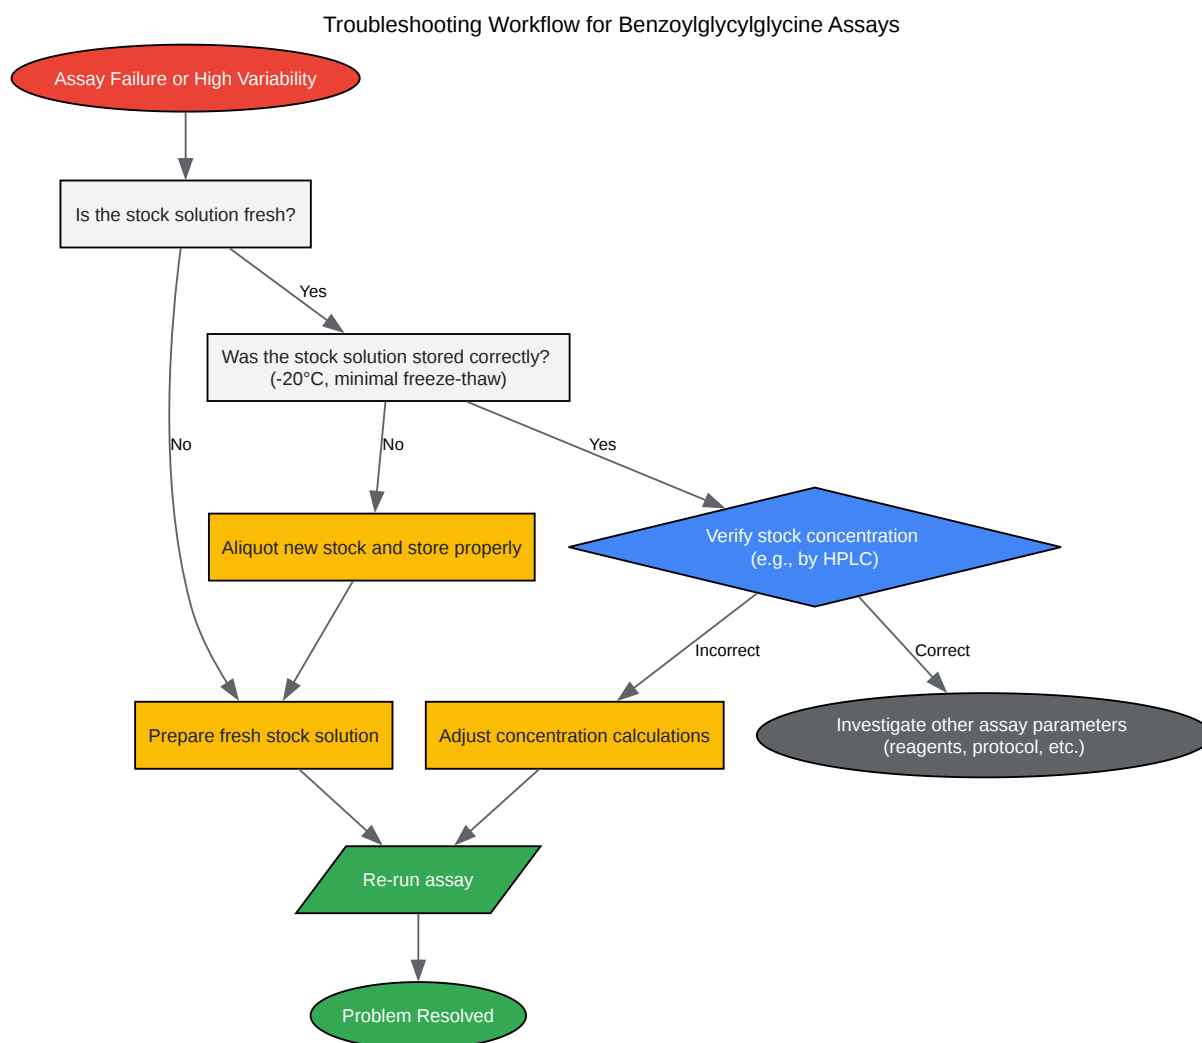 Troubleshooting Workflow for Benzoylglycylglycine Assays
Assay Failure or High Variability
Is the stock solution fresh?
Yes
Was the stock solution stored correctly?
(-20°C, minimal freeze-thaw)
No
No
Yes
Verify stock concentration
(e.g., by HPLC)
Aliquot new stock and store properly
Incorrect
Correct
Prepare fresh stock solution
Adjust concentration calculations
Investigate other assay parameters
(reagents, protocol, etc.)
Re-run assay
Problem Resolved